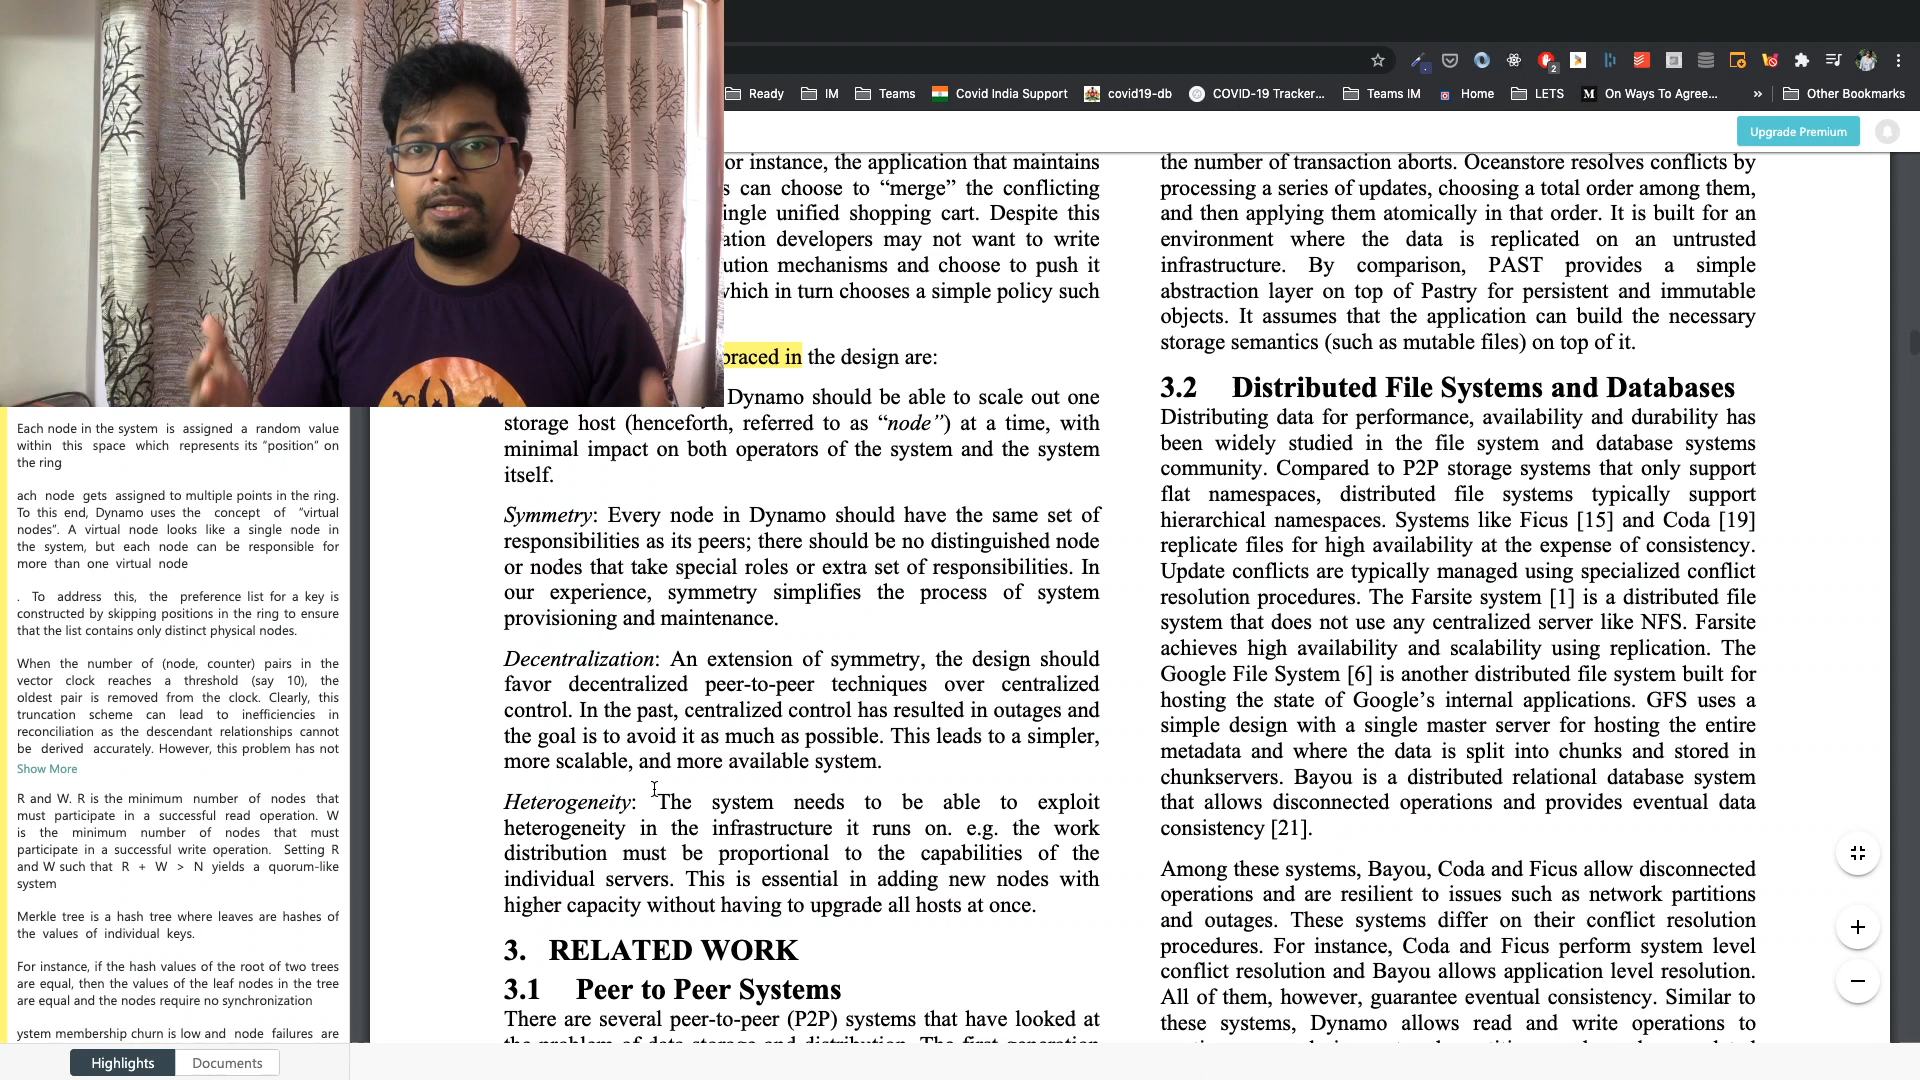 2
Ready
IM
Teams
Covid India Support
covid19-db
COVID-19 Tracker...
Teams IM
Home
LETS
M
On Ways To Agree...
»
Other Bookmarks
Upgrade Premium
Each node in the system is assigned a random value
within this space which represents its “position” on
the ring
ach node gets assigned to multiple points in the ring.
To this end, Dynamo uses the concept of “virtual
nodes”. A virtual node looks like a single node in
the system, but each node can be responsible for
more than one virtual node
. To address this, the preference list for a key is
constructed by skipping positions in the ring to ensure
that the list contains only distinct physical nodes.
When the number of (node, counter) pairs in the
vector clock reaches a threshold (say 10), the
oldest pair is removed from the clock. Clearly, this
truncation scheme can lead to inefficiencies in
reconciliation as the descendant relationships cannot
be derived accurately. However, this problem has not
Show More
R and W. R is the minimum number of nodes that
must participate in a successful read operation. W
is the minimum number of nodes that must
participate in a successful write operation. Setting R
and W such that R + W > N yields a quorum-like
system
Merkle tree is a hash tree where leaves are hashes of
the values of individual keys.
For instance, if the hash values of the root of two trees
are equal, then the values of the leaf nodes in the tree
are equal and the nodes require no synchronization
ystem membership churn is low and node failures are
Highlights
Documents
or instance, the application that maintains
s can choose to “merge” the conflicting
ingle unified shopping cart. Despite this
ation developers may not want to write
ution mechanisms and choose to push it
which in turn chooses a simple policy such
braced in the design are:
Dynamo should be able to scale out one
storage host (henceforth, referred to as “node”) at a time, with
minimal impact on both operators of the system and the system
itself.
Symmetry: Every node in Dynamo should have the same set of
responsibilities as its peers; there should be no distinguished node
or nodes that take special roles or extra set of responsibilities. In
our experience, symmetry simplifies the process of system
provisioning and maintenance.
Decentralization: An extension of symmetry, the design should
favor decentralized peer-to-peer techniques over centralized
control. In the past, centralized control has resulted in outages and
the goal is to avoid it as much as possible. This leads to a simpler,
more scalable, and more available system.
Heterogeneity: The system needs to be able to exploit
heterogeneity in the infrastructure it runs on. e.g. the work
distribution must be proportional to the capabilities of the
individual servers. This is essential in adding new nodes with
higher capacity without having to upgrade all hosts at once.
3. RELATED WORK
3.1 Peer to Peer Systems
There are several peer-to-peer (P2P) systems that have looked at
the problem of data storage and distribution. The first generation
the number of transaction aborts. Oceanstore resolves conflicts by
processing a series of updates, choosing a total order among them,
and then applying them atomically in that order. It is built for an
environment where the data is replicated on an untrusted
infrastructure. By comparison, PAST provides a simple
abstraction layer on top of Pastry for persistent and immutable
objects. It assumes that the application can build the necessary
storage semantics (such as mutable files) on top of it.
3.2 Distributed File Systems and Databases
Distributing data for performance, availability and durability has
been widely studied in the file system and database systems
community. Compared to P2P storage systems that only support
flat namespaces, distributed file systems typically support
hierarchical namespaces. Systems like Ficus [15] and Coda [19]
replicate files for high availability at the expense of consistency.
Update conflicts are typically managed using specialized conflict
resolution procedures. The Farsite system [1] is a distributed file
system that does not use any centralized server like NFS. Farsite
achieves high availability and scalability using replication. The
Google File System [6] is another distributed file system built for
hosting the state of Google’s internal applications. GFS uses a
simple design with a single master server for hosting the entire
metadata and where the data is split into chunks and stored in
chunkservers. Bayou is a distributed relational database system
that allows disconnected operations and provides eventual data
consistency [21].
Among these systems, Bayou, Coda and Ficus allow disconnected
operations and are resilient to issues such as network partitions
and outages. These systems differ on their conflict resolution
procedures. For instance, Coda and Ficus perform system level
conflict resolution and Bayou allows application level resolution.
All of them, however, guarantee eventual consistency. Similar to
these systems, Dynamo allows read and write operations to